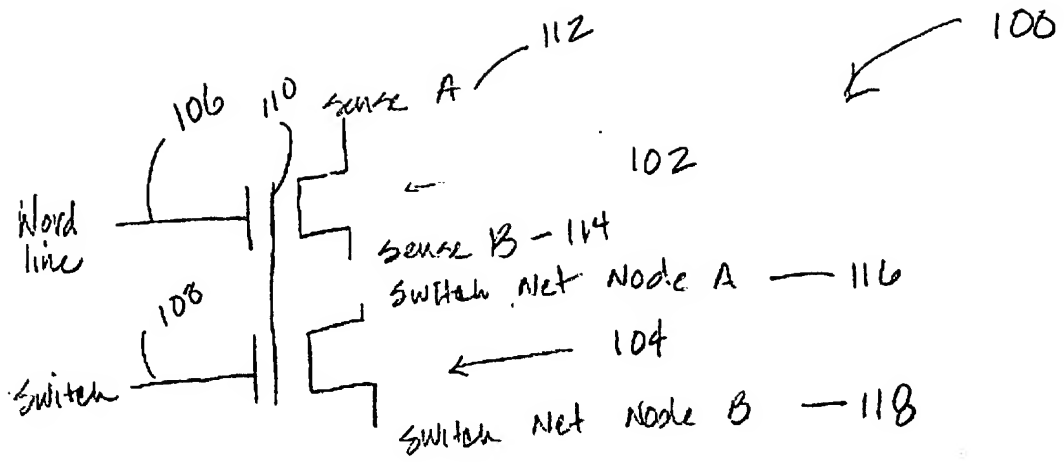 112
100
106
110
sense A
102
Word
line
sense B - 114
Switch Net Node A — 116
108
104
switch
switch Net Node B — 118